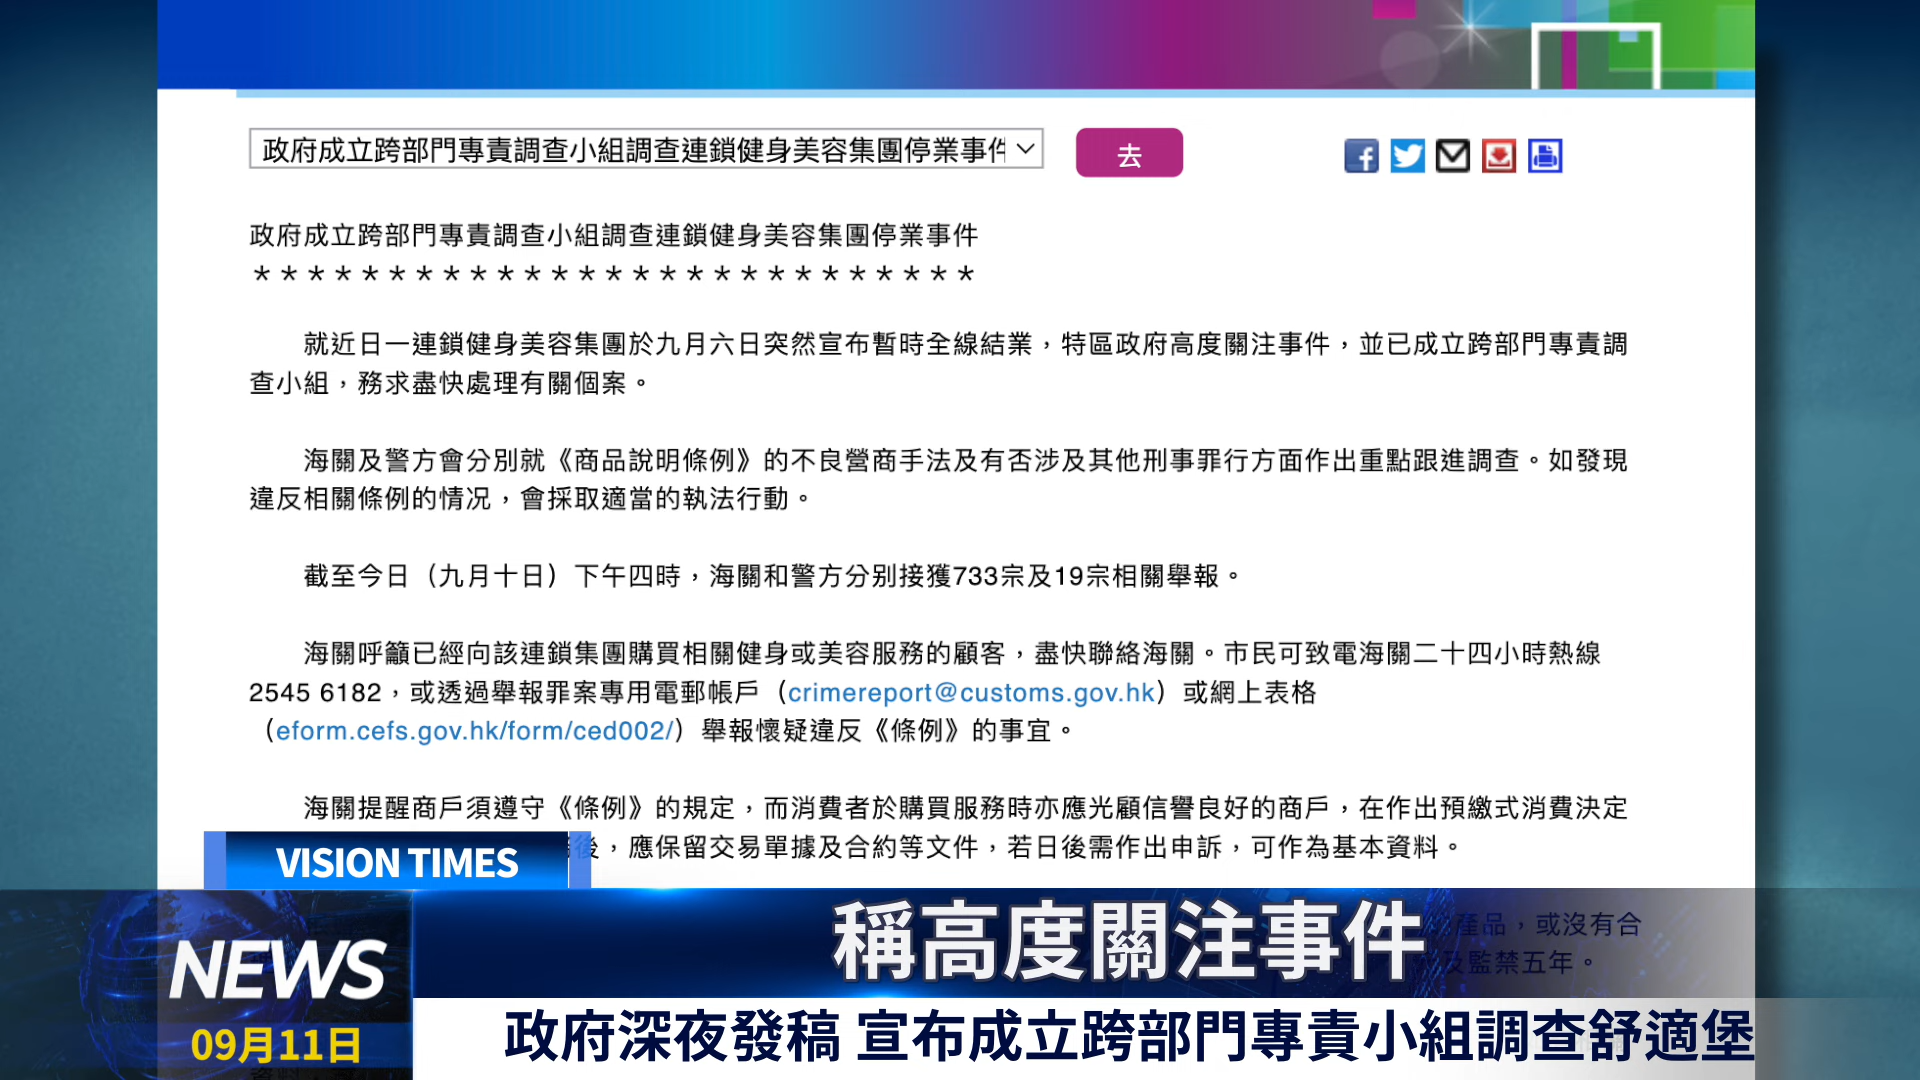 政府成立跨部門專責調查小組調查連鎖健身美容集團停業事件
去
政府成立跨部門專責調查小組調查連鎖健身美容集團停業事件
＊＊＊＊＊＊＊＊＊＊＊＊＊＊＊＊＊＊＊＊＊＊＊＊＊＊＊
就近日一連鎖健身美容集團於九月六日突然宣布暫時全線結業，特區政府高度關注事件，並已成立跨部門專責調
查小組，務求盡快處理有關個案。
海關及警方會分別就《商品說明條例》的不良營商手法及有否涉及其他刑事罪行方面作出重點跟進調查。如發現
違反相關條例的情況，會採取適當的執法行動。
截至今日（九月十日）下午四時，海關和警方分別接獲733宗及19宗相關舉報。
海關呼籲已經向該連鎖集團購買相關健身或美容服務的顧客，盡快聯絡海關。市民可致電海關二十四小時熱線
2545 6182，或透過舉報罪案專用電郵帳戶（crimereport@customs.gov.hk）或網上表格
（eform.cefs.gov.hk/form/ced002/）舉報懷疑違反《條例》的事宜。
海關提醒商戶須遵守《條例》的規定，而消費者於購買服務時亦應光顧信譽良好的商戶，在作出預繳式消費決定
後，應保留交易單據及合約等文件，若日後需作出申訴，可作為基本資料。
VISION TIMES
產品，或沒有合
及監禁五年。
稱高度關注事件
NEWS
09月11日
政府深夜發稿 宣布成立跨部門專責小組調查舒適堡